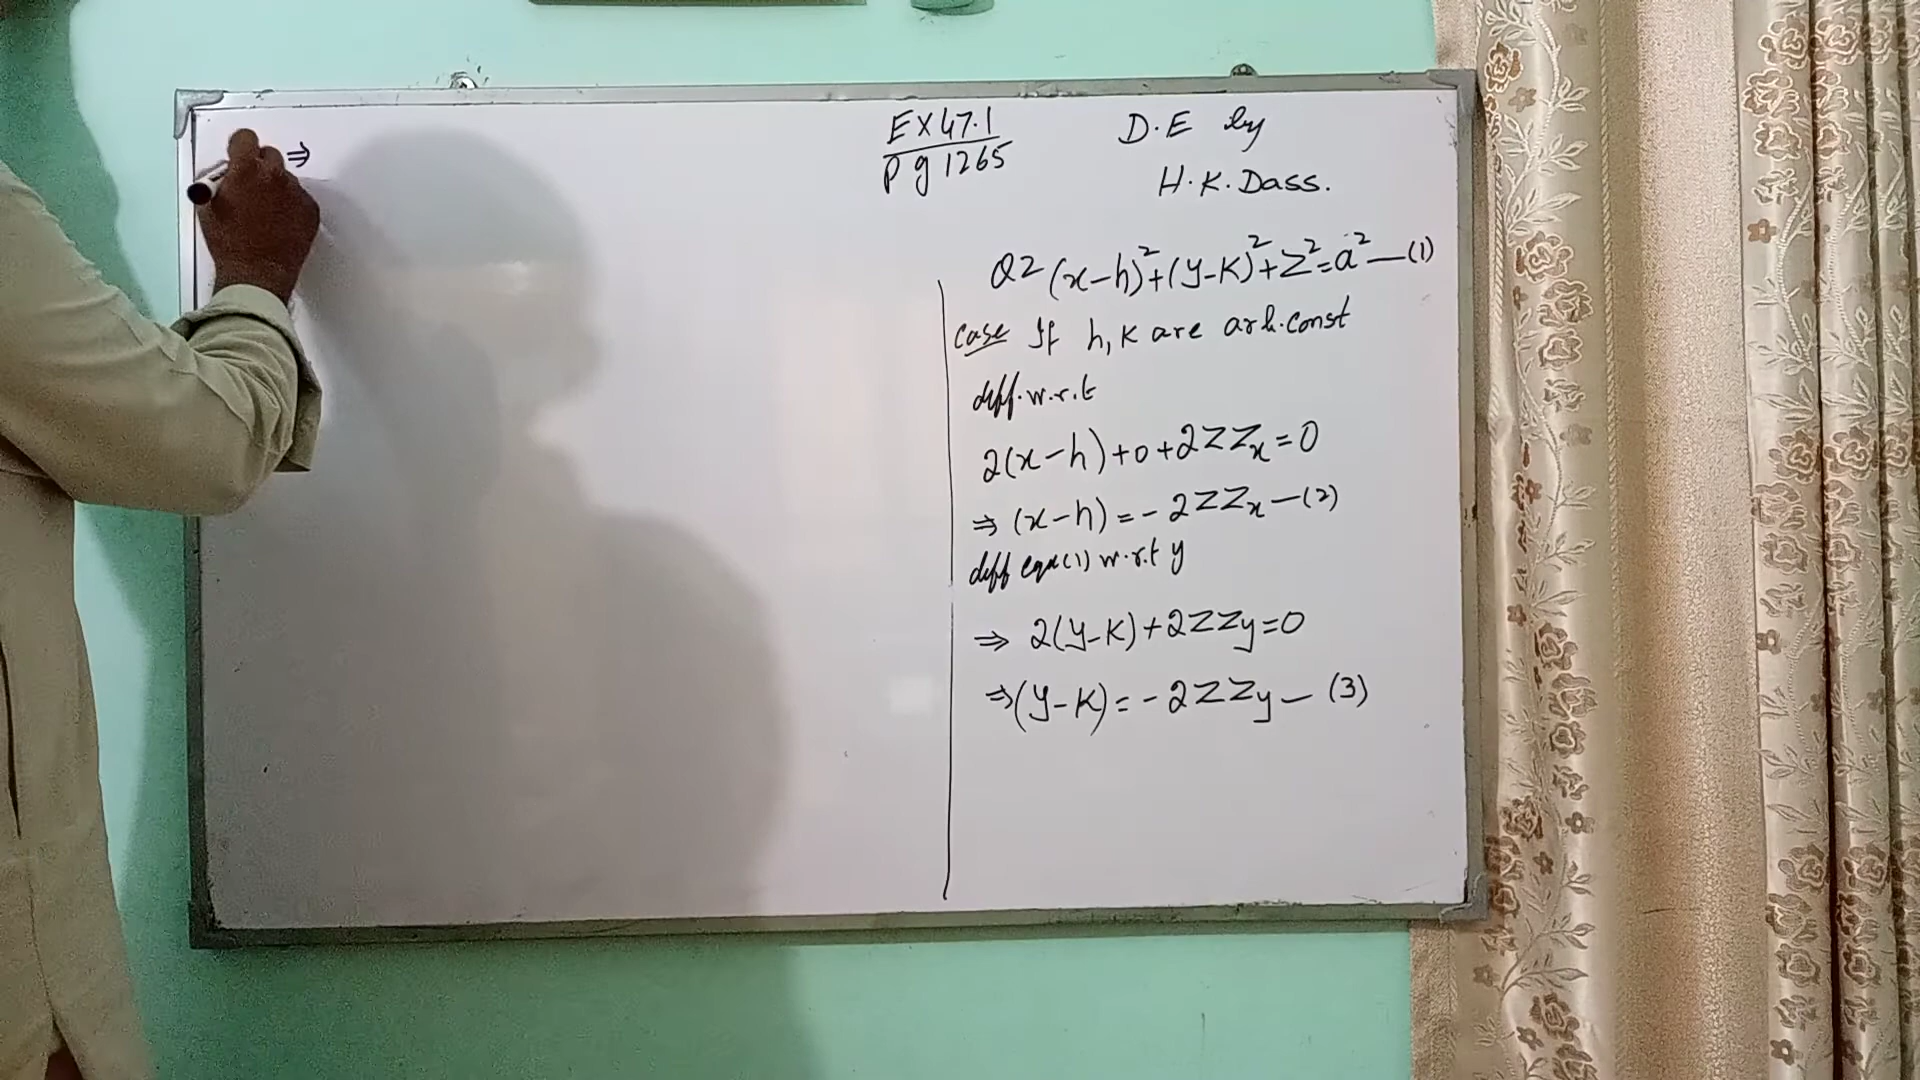 ⇒
Ex 47.1
Pg 1265
D.E by
H.K.Dass.
Q2 (x-h)²+(y-K)²+Z²=a² —(1)
case If h, K are arb.const
diff.w.r.t
2(x-h)+0+2ZZₓ=0
⇒ (x-h) = -2ZZₓ —(2)
diff eqn(1) w.r.t y
⇒ 2(y-K)+2ZZy=0
⇒(y-K) = -2ZZy — (3)